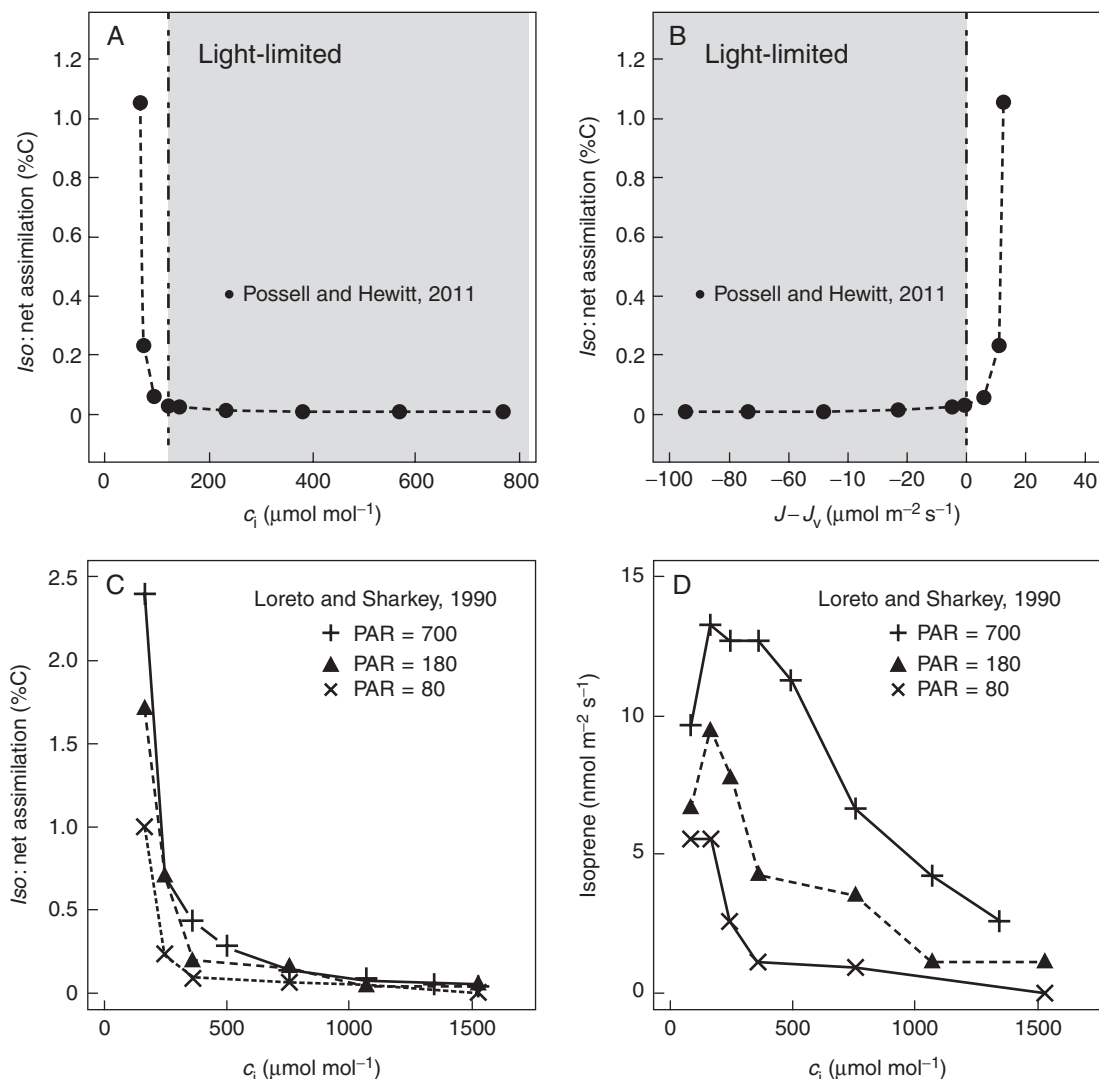 A
Light-limited
1.2
1.0
0.8
0.6
0.4
0.2
0
Iso: net assimilation (%C)
Possell and Hewitt, 2011
0 200 400 600 800
cᵢ (μmol mol⁻¹)
B
Light-limited
1.2
1.0
0.8
0.6
0.4
0.2
0
Iso: net assimilation (%C)
Possell and Hewitt, 2011
−100 −80 −60 −40 −20 0 20 40
J−Jᵥ (μmol m⁻² s⁻¹)
C
Loreto and Sharkey, 1990
PAR = 700
PAR = 180
PAR = 80
2.5
2.0
1.5
1.0
0.5
0
Iso: net assimilation (%C)
0 500 1000 1500
cᵢ (μmol mol⁻¹)
D
Loreto and Sharkey, 1990
PAR = 700
PAR = 180
PAR = 80
15
10
5
0
Isoprene (nmol m⁻² s⁻¹)
0 500 1000 1500
cᵢ (μmol mol⁻¹)